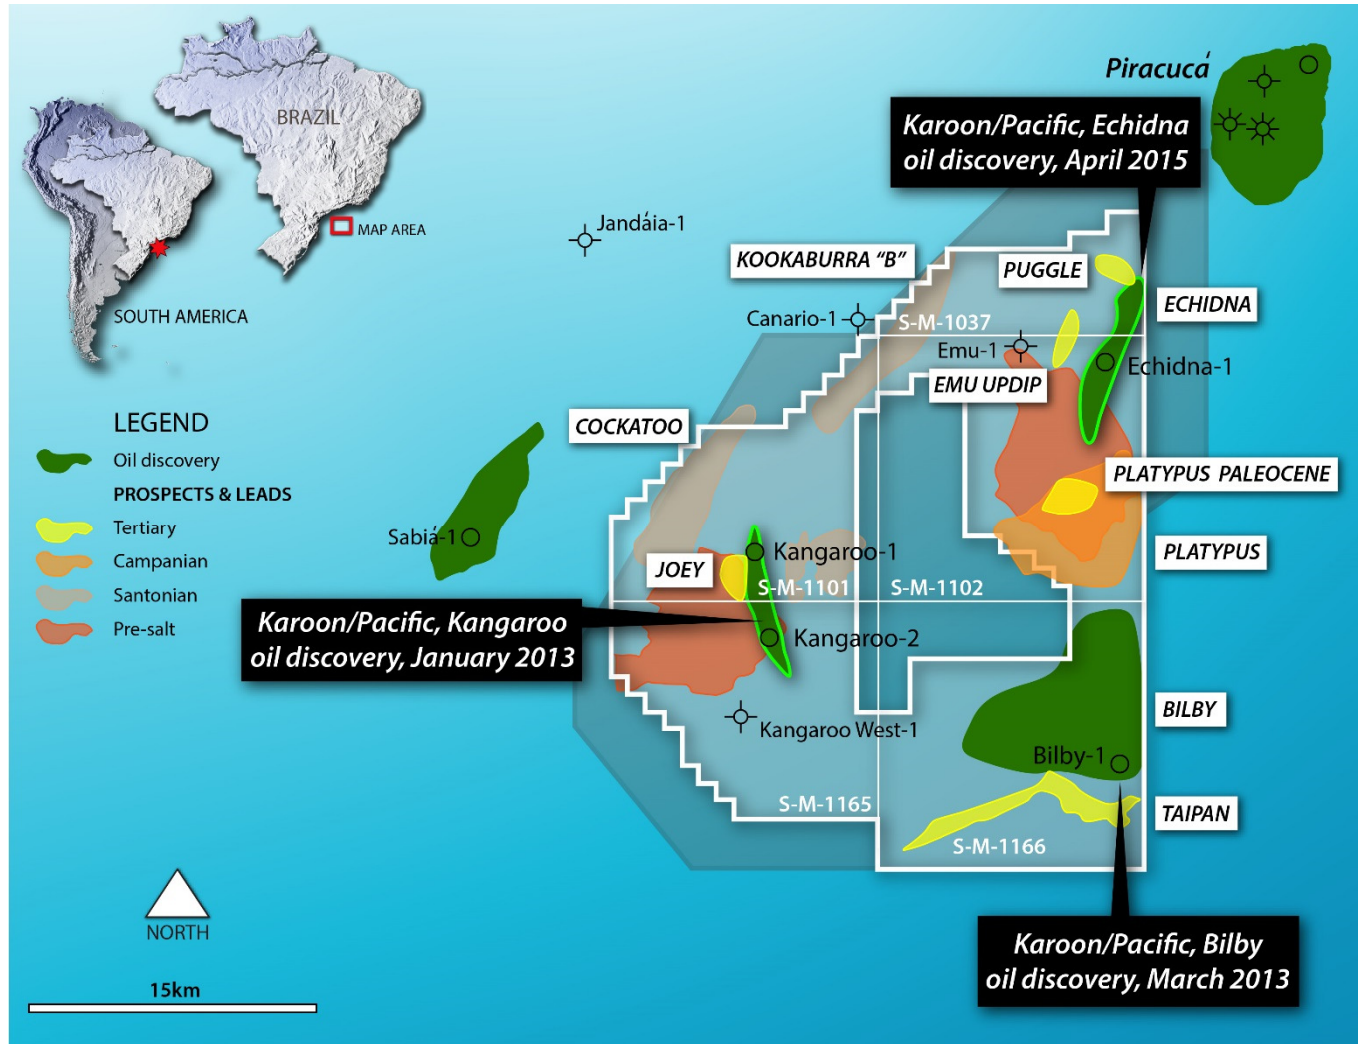 Piracucá
Karoon/Pacific, Echidna
oil discovery, April 2015
BRAZIL
MAP AREA
SOUTH AMERICA
Jandáia-1
KOOKABURRA "B"
PUGGLE
ECHIDNA
Canario-1
S-M-1037
Emu-1
Echidna-1
EMU UPDIP
COCKATOO
LEGEND
Oil discovery
PROSPECTS & LEADS
Tertiary
Campanian
Santonian
Pre-salt
PLATYPUS PALEOCENE
Sabiá-1
Kangaroo-1
PLATYPUS
JOEY
S-M-1101
S-M-1102
Karoon/Pacific, Kangaroo
oil discovery, January 2013
Kangaroo-2
BILBY
Kangaroo West-1
Bilby-1
S-M-1165
TAIPAN
S-M-1166
NORTH
15km
Karoon/Pacific, Bilby
oil discovery, March 2013